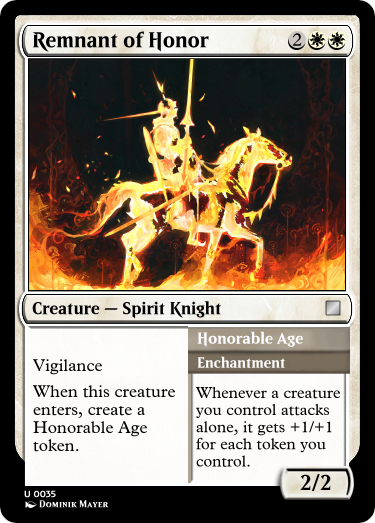 Remnant of Honor 2
Creature — Spirit Knight
Vigilance
When this creature
enters, create a
Honorable Age
token.
Honorable Age
Enchantment
Whenever a creature
you control attacks
alone, it gets +1/+1
for each token you
control.
2/2
U 0035
Dominik Mayer